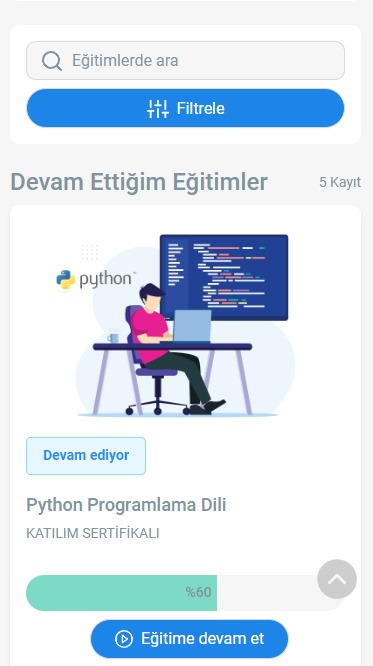 Eğitimlerde ara
Filtrele
Devam Ettiğim Eğitimler
5 Kayıt
python
Devam ediyor
Python Programlama Dili
KATILIM SERTİFİKALI
%60
Eğitime devam et